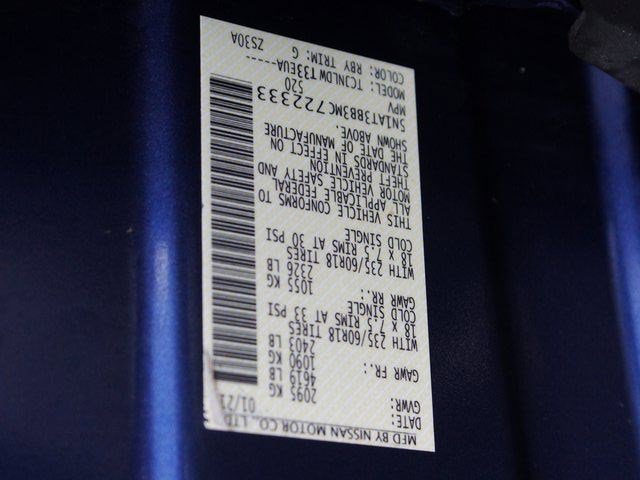 MFD BY NISSAN MOTOR CO., LTD.
DATE: 01/21
GVWR: 4619 LB
2095 KG
GAWR FR.: 2403 LB
1090 KG
WITH 235/60R18 TIRES
18 x 7.5 RIMS AT 33 PSI
COLD SINGLE
GAWR RR.: 2326 LB
1055 KG
WITH 235/60R18 TIRES
18 x 7.5 RIMS AT 30 PSI
COLD SINGLE
THIS VEHICLE CONFORMS TO
ALL APPLICABLE FEDERAL
MOTOR VEHICLE SAFETY AND
THEFT PREVENTION
STANDARDS IN EFFECT ON
THE DATE OF MANUFACTURE
SHOWN ABOVE.
5N1AT3BB3MC722333
MPV 520
MODEL: TC3NLDW T33EUA-----
COLOR: RBY TRIM: G
ZS30A